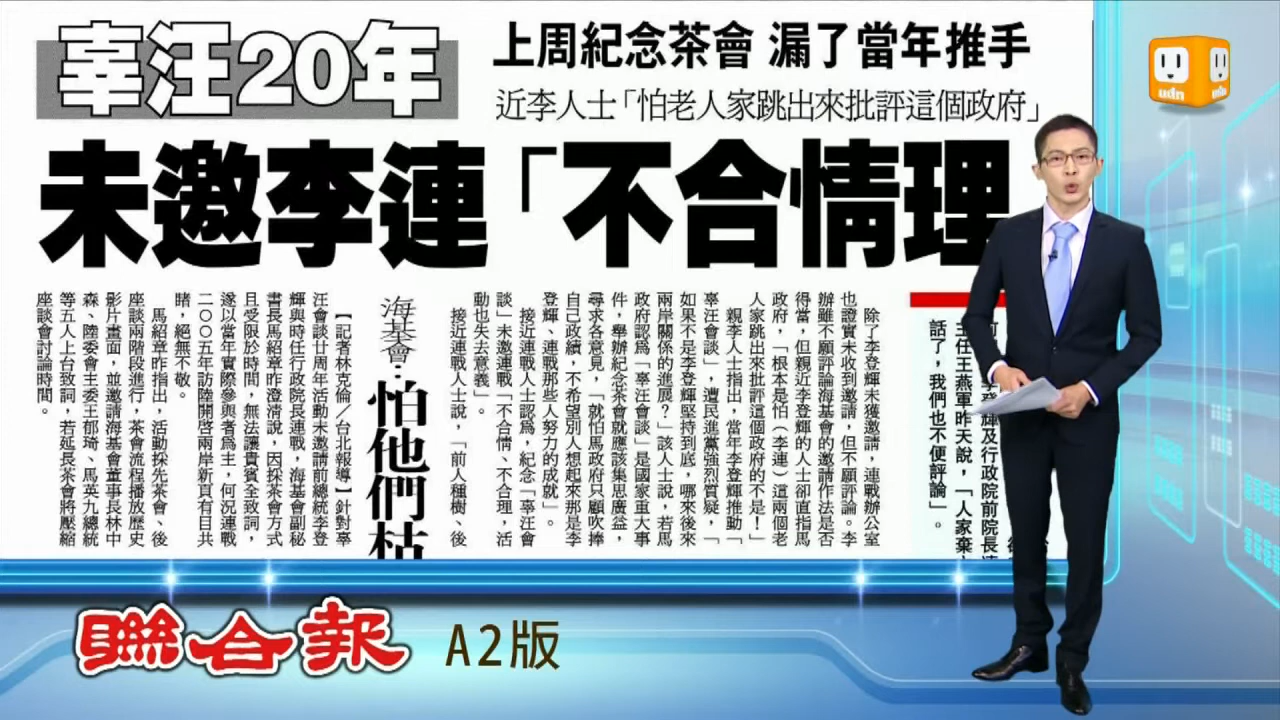 辜汪20年
上周紀念茶會 漏了當年推手
近李人士「怕老人家跳出來批評這個政府」
未邀李連「不合情理
udn
主任王燕軍昨天說，「人家棄
話了，我們也不便評論」。
除了李登輝未獲邀請，連戰辦公室
也證實未收到邀請，但不願評論。李
辦雖不願評論海基會的邀請作法是否
得當，但親近李登輝的人士卻直指馬
政府，「根本是怕（李連）這兩個老
人家跳出來批評這個政府的不是！」
親李人士指出，當年李登輝推動「
辜汪會談」，遭民進黨強烈質疑，「
如果不是李登輝堅持到底，哪來後來
兩岸關係的進展？」該人士說，若馬
政府認為「辜汪會談」是國家重大事
件，舉辦紀念茶會就應該集思廣益，
尋求各意見，「就怕馬政府只顧吹捧
自己政績，不希望別人想起來那是李
登輝、連戰那些人努力的成就」。
接近連戰人士認為，紀念「辜汪會
談」未邀連戰「不合情、不合理，活
動也失去意義」。
接近連戰人士說，「前人種樹、後
海基會：怕他們枯
【記者林克倫／台北報導】針對辜
汪會談廿周年活動未邀請前總統李登
輝與時任行政院長連戰，海基會副秘
書長馬紹章昨澄清說，因採茶會方式
且受限於時間，無法讓貴賓全致詞，
遂以當年實際參與者為主，何況連戰
二〇〇五年訪陸開啓兩岸新頁有目共
睹，絕無不敬。
馬紹章昨指出，活動採先茶會、後
座談兩階段進行，茶會流程播放歷史
影片畫面，並邀請海基會董事長林中
森、陸委會主委王郁琦、馬英九總統
等五人上台致詞，若延長茶會將壓縮
座談會討論時間。
聯合報
A2版